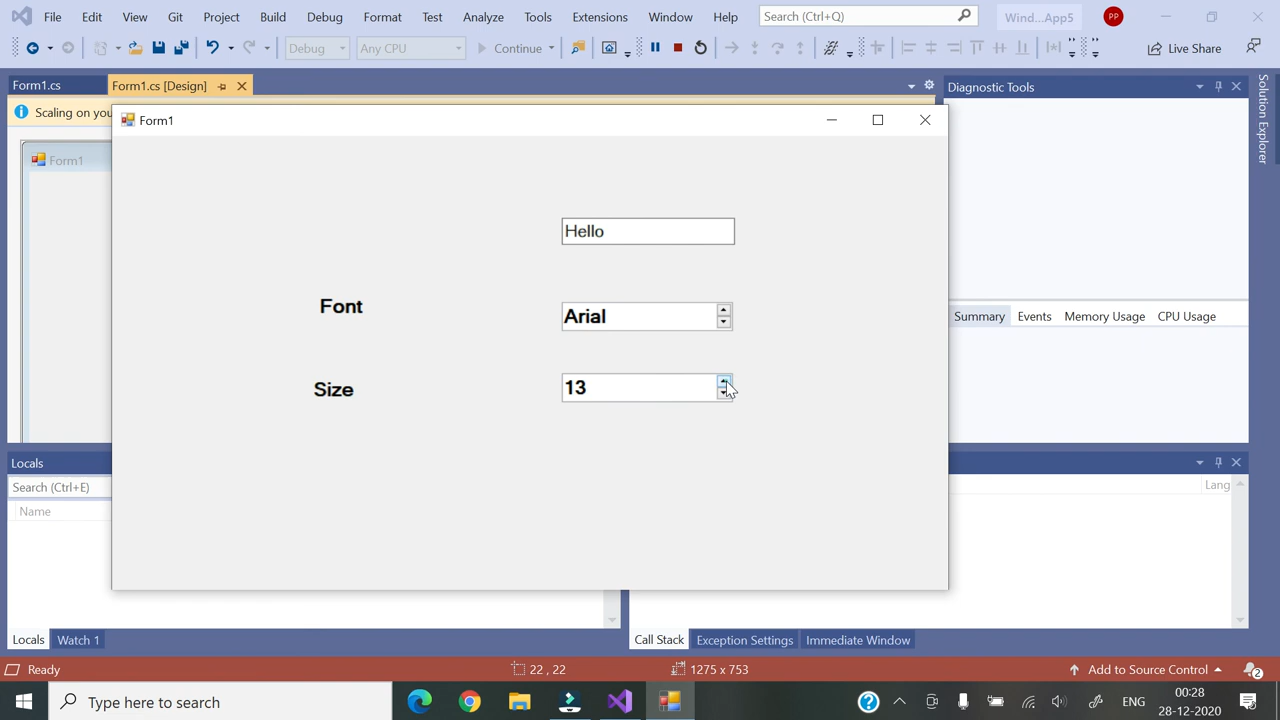 File Edit View Git Project Build Debug Format Test Analyze Tools Extensions Window Help Search (Ctrl+Q) Wind...App5 PP
Debug Any CPU Continue Live Share
Form1.cs Form1.cs [Design] Diagnostic Tools
Scaling on you
Form1
Form1
Hello
Font Arial
Size 13
Summary Events Memory Usage CPU Usage
Solution Explorer
Locals
Search (Ctrl+E) Lang
Name
Locals Watch 1 Call Stack Exception Settings Immediate Window
Ready 22 , 22 1275 x 753 Add to Source Control 2
Type here to search ENG 00:28
28-12-2020